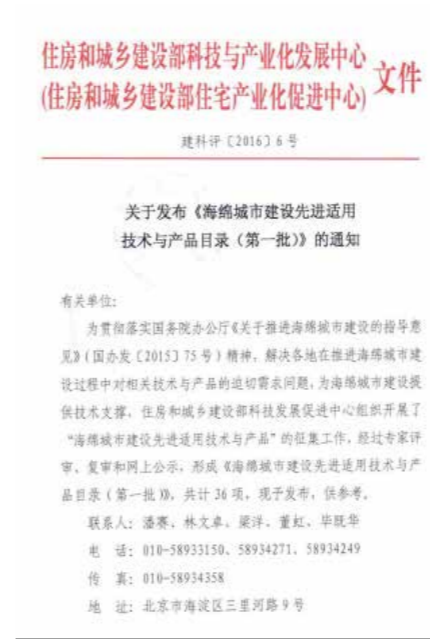 住房和城乡建设部科技与产业化发展中心
(住房和城乡建设部住宅产业化促进中心) 文件
建科评〔2016〕6号
关于发布《海绵城市建设先进适用
技术与产品目录（第一批）》的通知
有关单位：
为贯彻落实国务院办公厅《关于推进海绵城市建设的指导意
见》（国办发〔2015〕75号）精神，解决各地在推进海绵城市建
设过程中对相关技术与产品的迫切需求问题，为海绵城市建设提
供技术支撑，住房和城乡建设部科技发展促进中心组织开展了
“海绵城市建设先进适用技术与产品”的征集工作，经过专家评
审、复审和网上公示，形成《海绵城市建设先进适用技术与产
品目录（第一批）》，共计36项，现予发布，供参考。
联系人：潘赛、林文卓、梁洋、董虹、毕既华
电 话：010-58933150、58934271、58934249
传 真：010-58934358
地 址：北京市海淀区三里河路9号